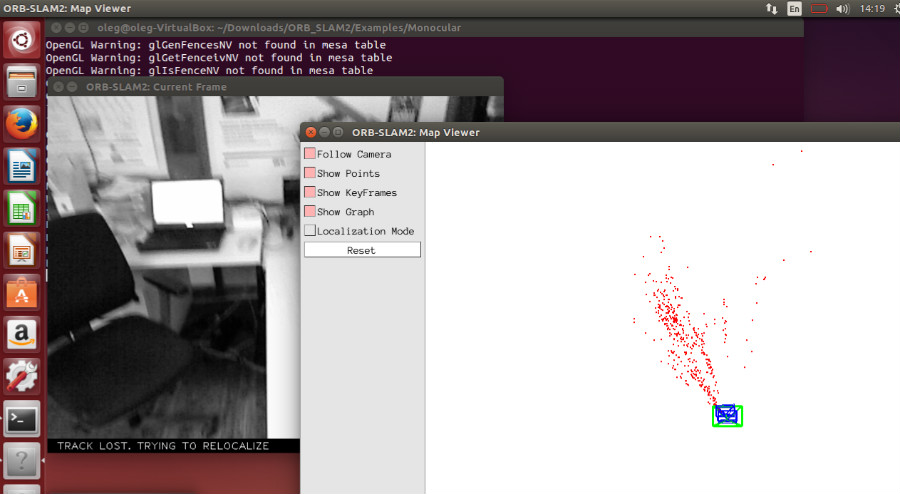 ORB-SLAM2: Map Viewer
En
14:19
oleg@oleg-VirtualBox: ~/Downloads/ORB_SLAM2/Examples/Monocular
OpenGL Warning: glGenFencesNV not found in mesa table
OpenGL Warning: glGetFenceivNV not found in mesa table
OpenGL Warning: glIsFenceNV not found in mesa table
ORB-SLAM2: Current Frame
ORB-SLAM2: Map Viewer
Follow Camera
Show Points
Show KeyFrames
Show Graph
Localization Mode
Reset
TRACK LOST. TRYING TO RELOCALIZE